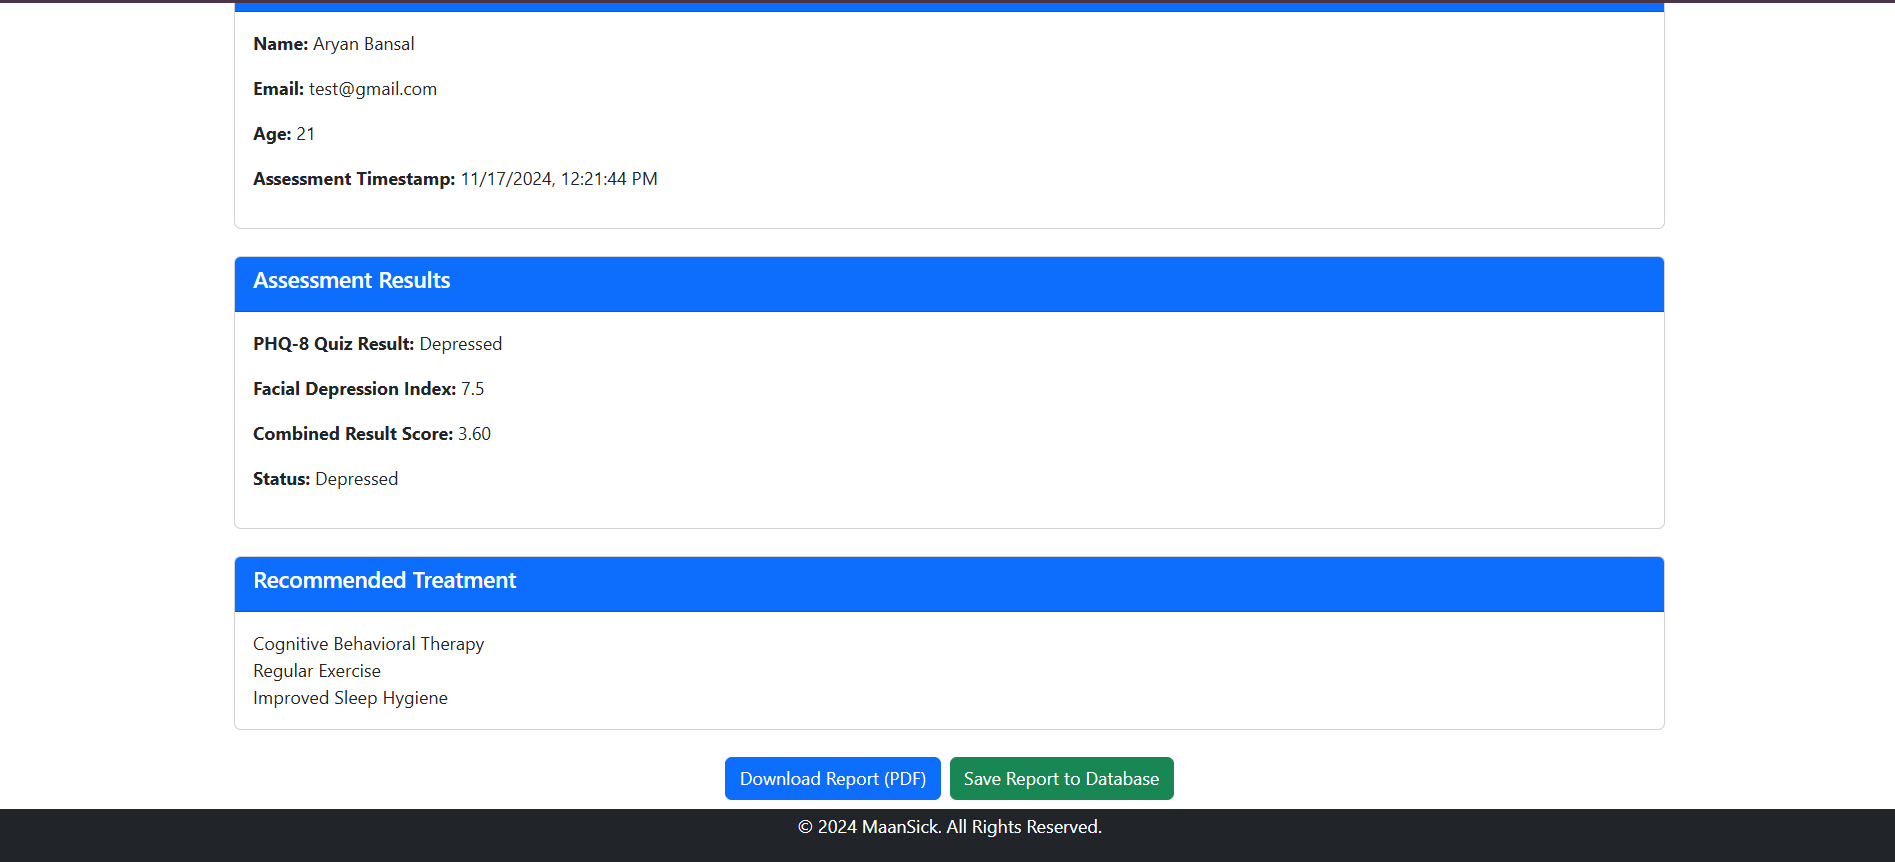 Name: Aryan Bansal
Email: test@gmail.com
Age: 21
Assessment Timestamp: 11/17/2024, 12:21:44 PM
Assessment Results
PHQ-8 Quiz Result: Depressed
Facial Depression Index: 7.5
Combined Result Score: 3.60
Status: Depressed
Recommended Treatment
Cognitive Behavioral Therapy
Regular Exercise
Improved Sleep Hygiene
Download Report (PDF) Save Report to Database
© 2024 MaanSick. All Rights Reserved.